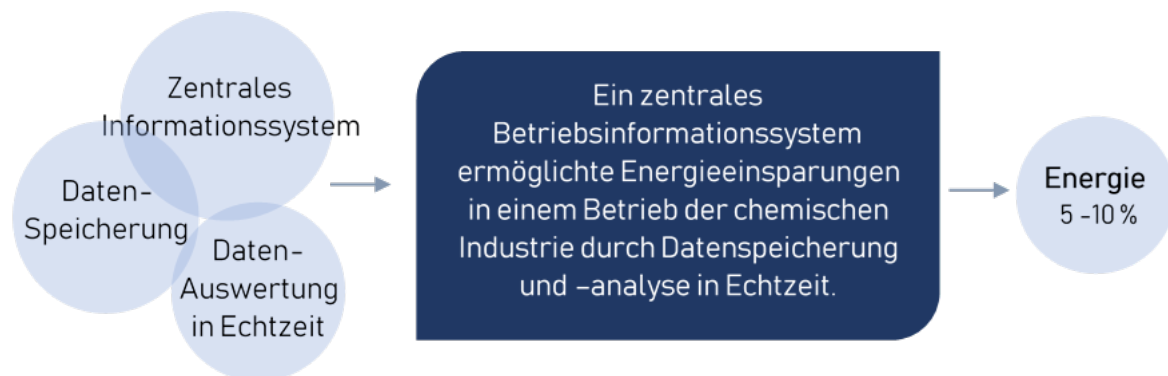 Zentrales
Informationssystem
Daten-
Speicherung
Daten-
Auswertung
in Echtzeit
Ein zentrales
Betriebsinformationssystem
ermöglichte Energieeinsparungen
in einem Betrieb der chemischen
Industrie durch Datenspeicherung
und –analyse in Echtzeit.
Energie
5 –10 %